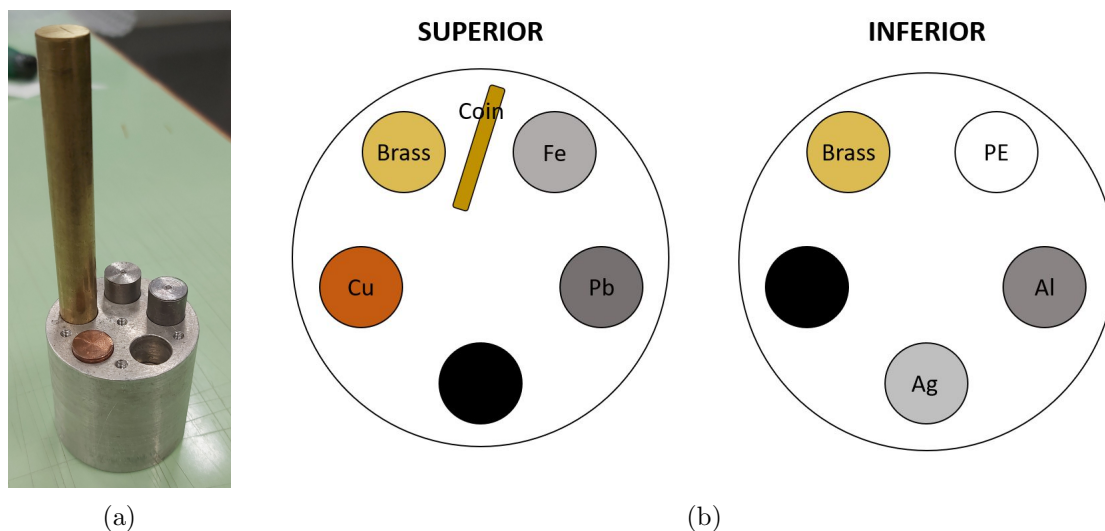 SUPERIOR
INFERIOR
Coin
Brass
Fe
Cu
Pb
Brass
PE
Al
Ag
(a)
(b)